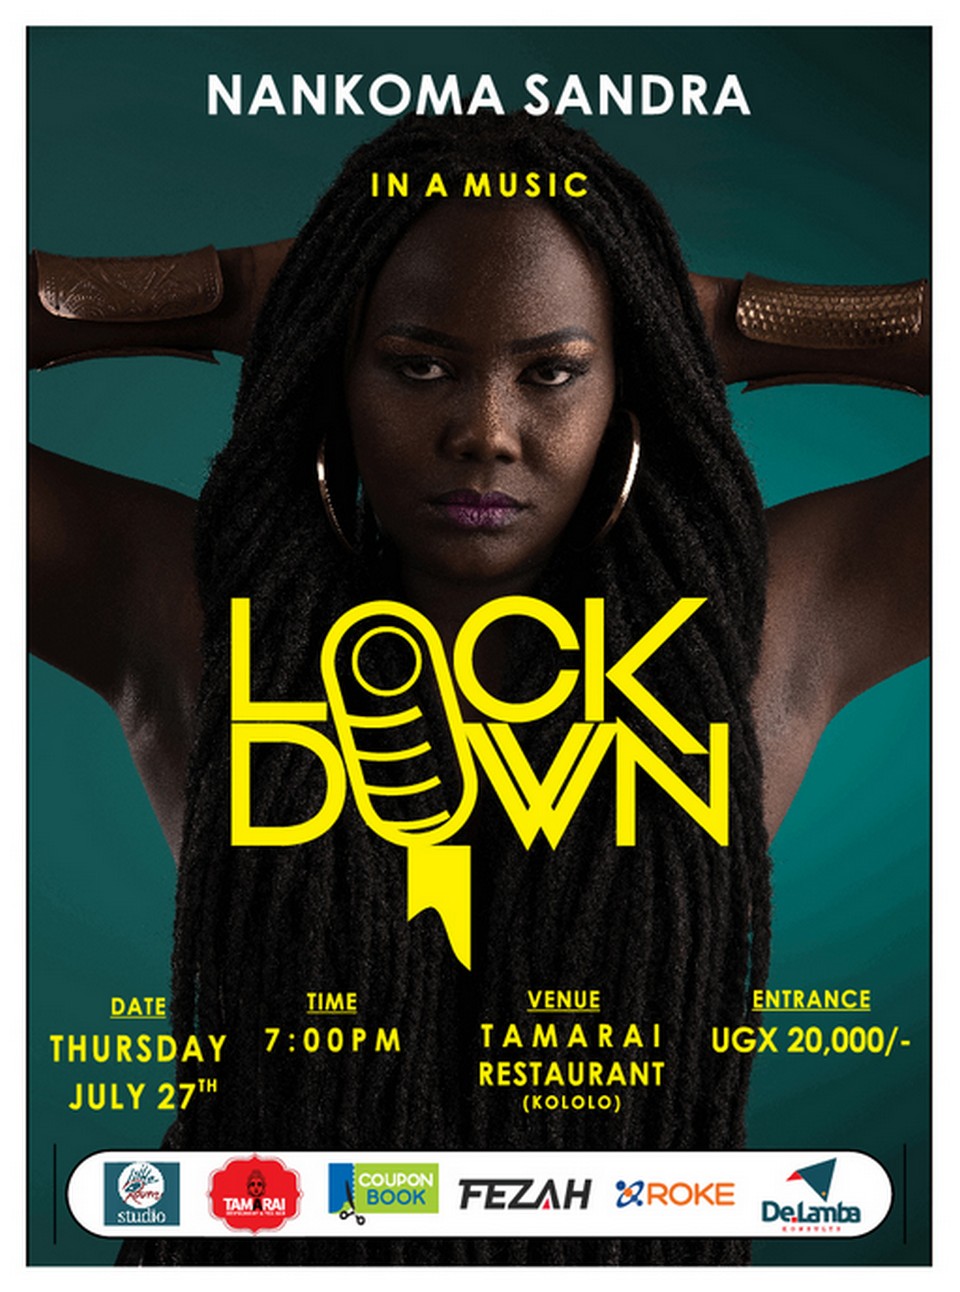 NANKOMA SANDRA
IN A MUSIC
LOCK
DOWN
DATE
THURSDAY
JULY 27TH
TIME
7:00PM
VENUE
TAMARAI
RESTAURANT
(KOLOLO)
ENTRANCE
UGX 20,000/-
studio
TAMARAI
COUPON
BOOK
FEZAH
ROKE
De.Lamba
CONSULTS